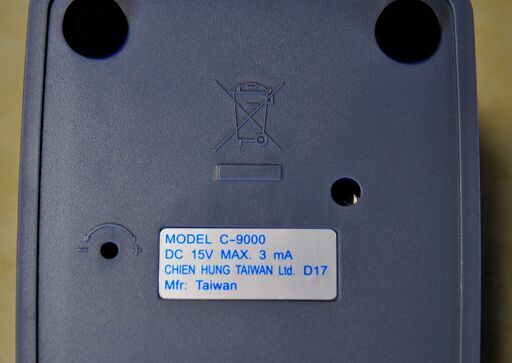 - +
MODEL C-9000
DC 15V MAX. 3 mA
CHIEN HUNG TAIWAN Ltd. D17
Mfr: Taiwan